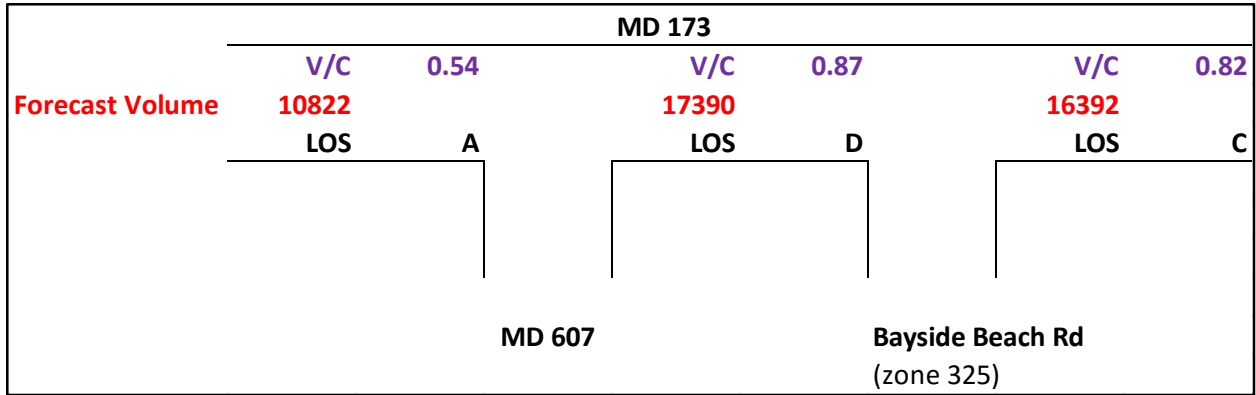 MD 173
V/C 0.54 V/C 0.87 V/C 0.82
Forecast Volume 10822 17390 16392
LOS A LOS D LOS C
MD 607 Bayside Beach Rd
(zone 325)